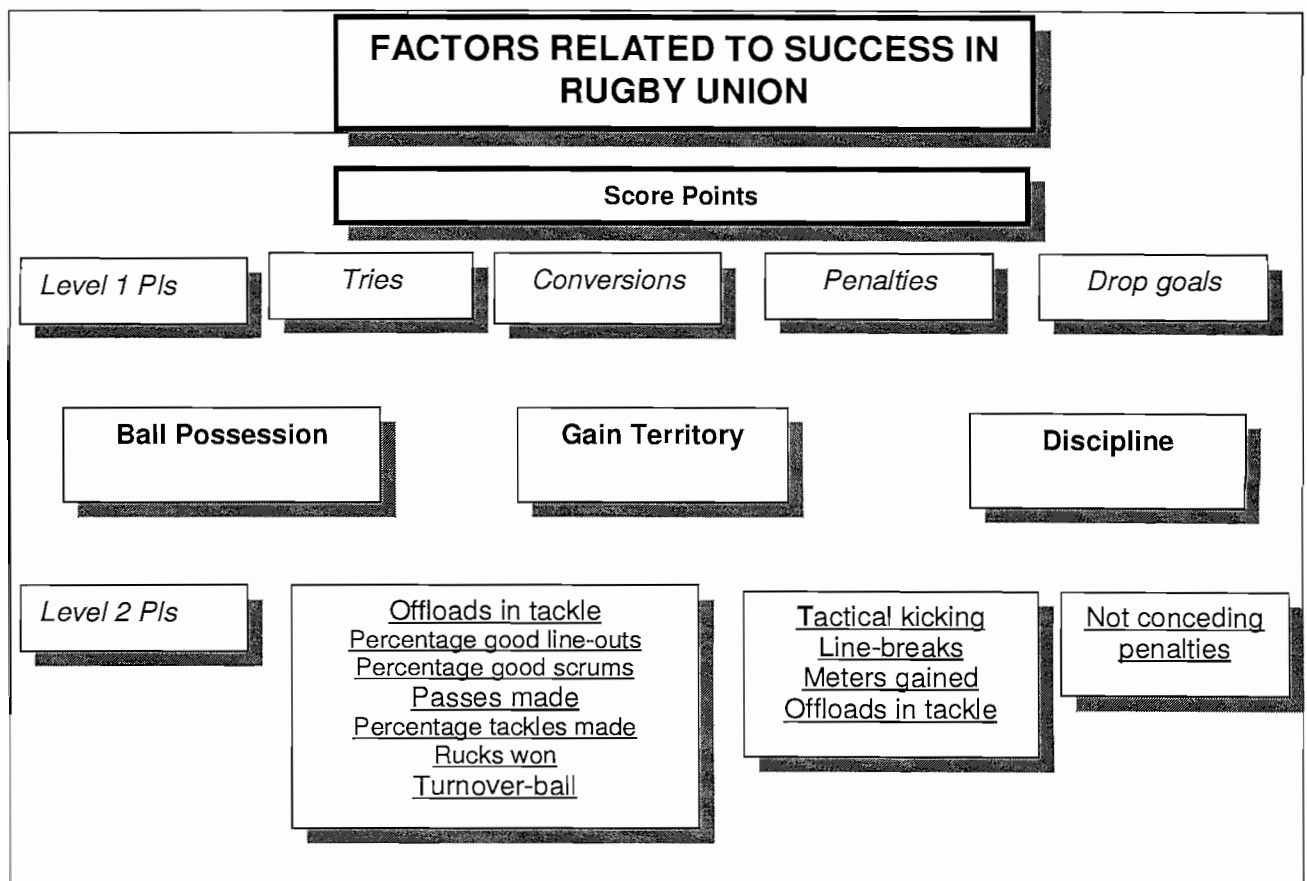 FACTORS RELATED TO SUCCESS IN
RUGBY UNION
Score Points
Level 1 PIs
Tries
Conversions
Penalties
Drop goals
Ball Possession
Gain Territory
Discipline
Level 2 PIs
Offloads in tackle
Percentage good line-outs
Percentage good scrums
Passes made
Percentage tackles made
Rucks won
Turnover-ball
Tactical kicking
Line-breaks
Meters gained
Offloads in tackle
Not conceding
penalties